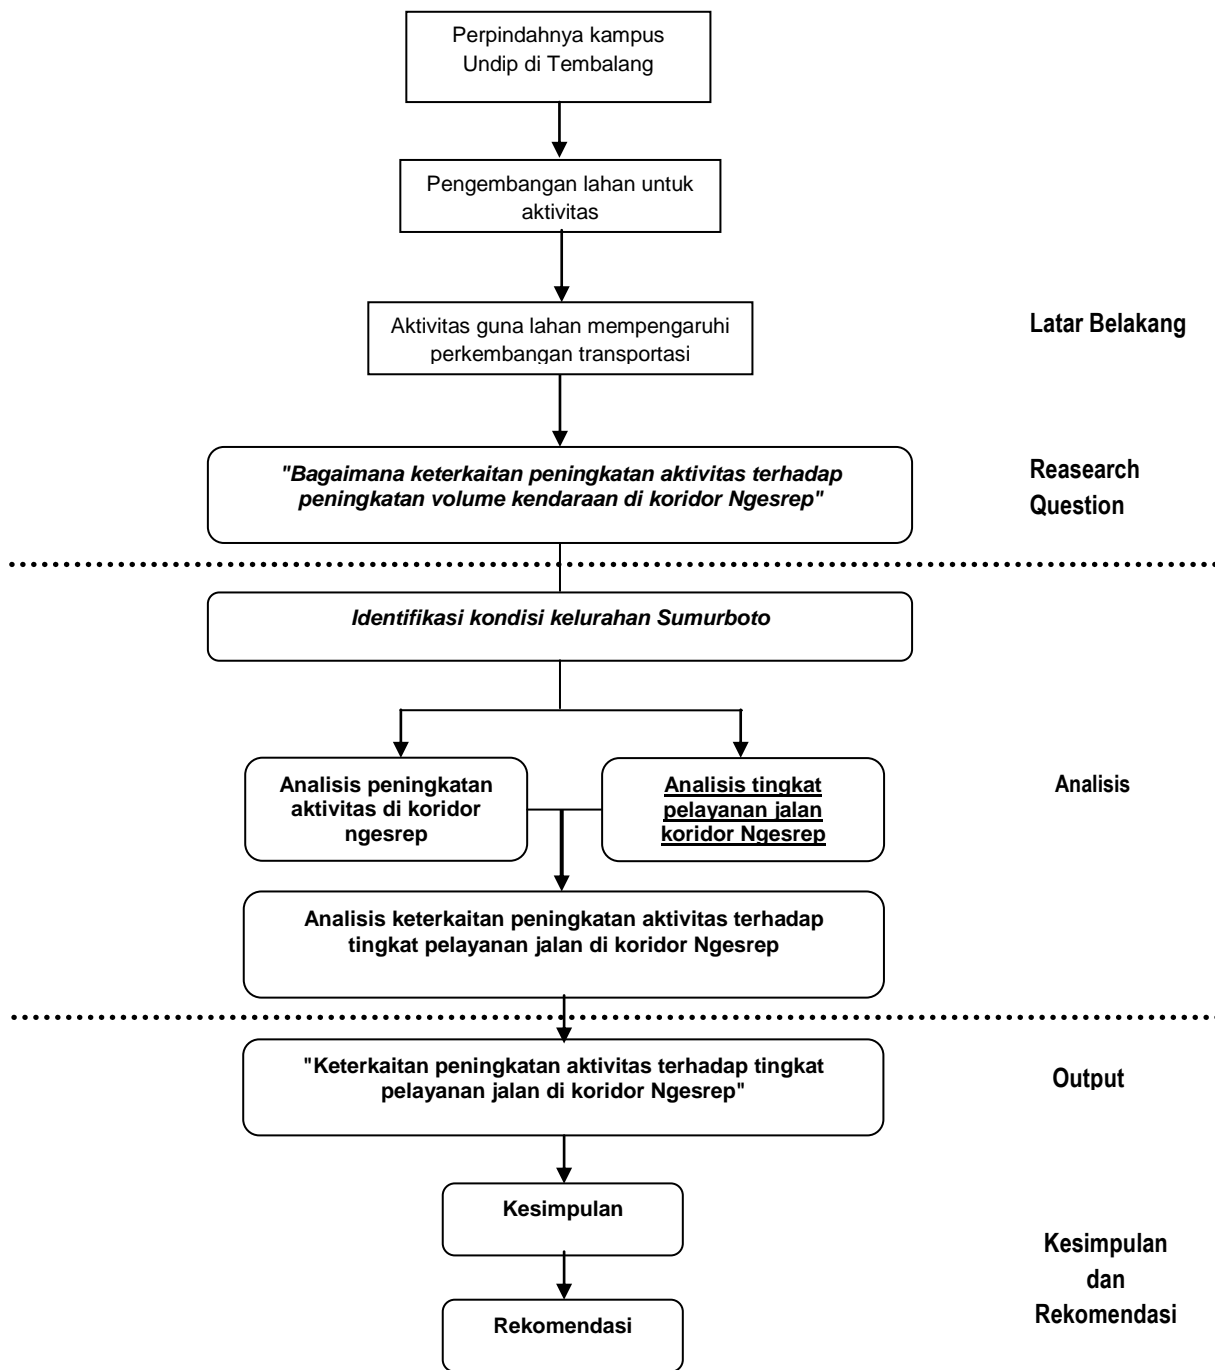 Perpindahnya kampus
Undip di Tembalang
Pengembangan lahan untuk
aktivitas
Aktivitas guna lahan mempengaruhi
perkembangan transportasi
Latar Belakang
"Bagaimana keterkaitan peningkatan aktivitas terhadap
peningkatan volume kendaraan di koridor Ngesrep"
Reasearch
Question
Identifikasi kondisi kelurahan Sumurboto
Analisis peningkatan
aktivitas di koridor
ngesrep
Analisis tingkat
pelayanan jalan
koridor Ngesrep
Analisis
Analisis keterkaitan peningkatan aktivitas terhadap
tingkat pelayanan jalan di koridor Ngesrep
"Keterkaitan peningkatan aktivitas terhadap tingkat
pelayanan jalan di koridor Ngesrep"
Output
Kesimpulan
Rekomendasi
Kesimpulan
dan
Rekomendasi